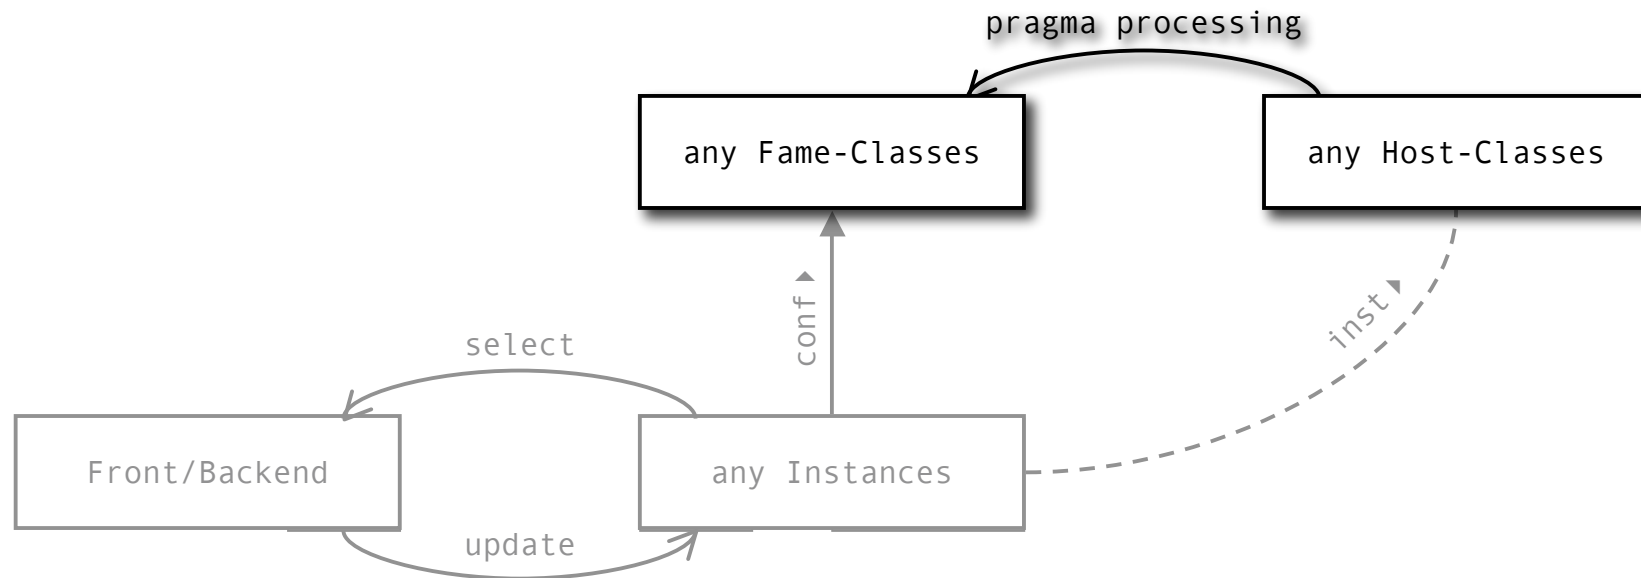 pragma processing
any Fame-Classes
any Host-Classes
conf
inst
select
Front/Backend
any Instances
update